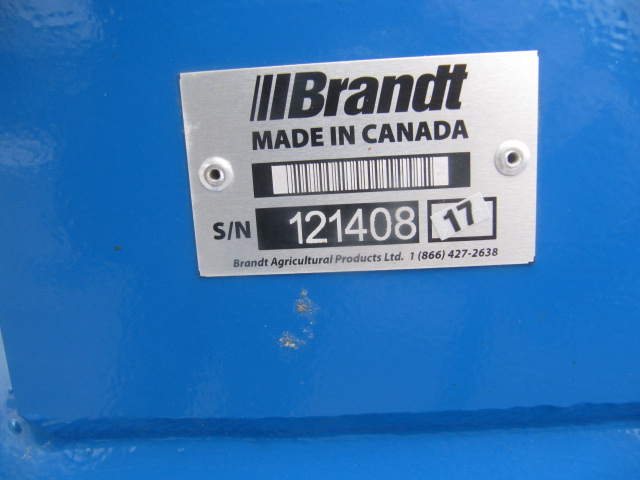 Brandt
MADE IN CANADA
S/N 121408 17
Brandt Agricultural Products Ltd. 1 (866) 427-2638